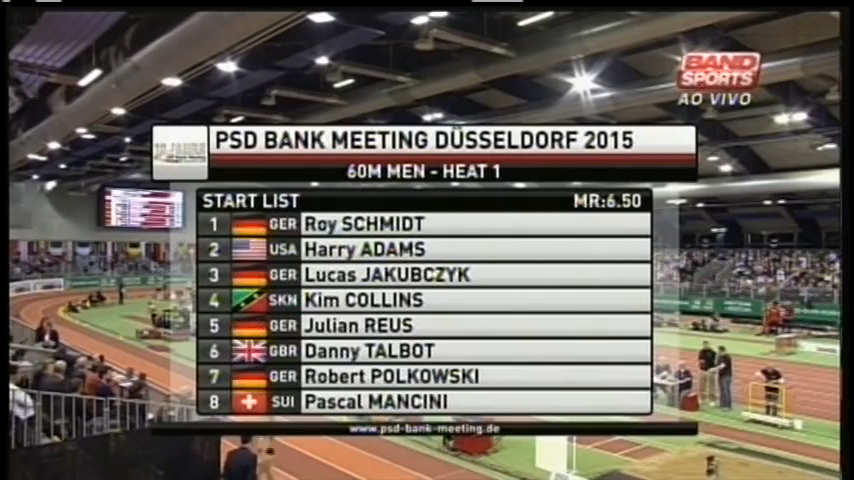 BAND
SPORTS
AO VIVO
10 JAHRE
PSD BANK MEETING DÜSSELDORF 2015
60M MEN - HEAT 1
START LIST MR:6.50
1 GER Roy SCHMIDT
2 USA Harry ADAMS
3 GER Lucas JAKUBCZYK
4 SKN Kim COLLINS
5 GER Julian REUS
6 GBR Danny TALBOT
7 GER Robert POLKOWSKI
8 SUI Pascal MANCINI
www.psd-bank-meeting.de